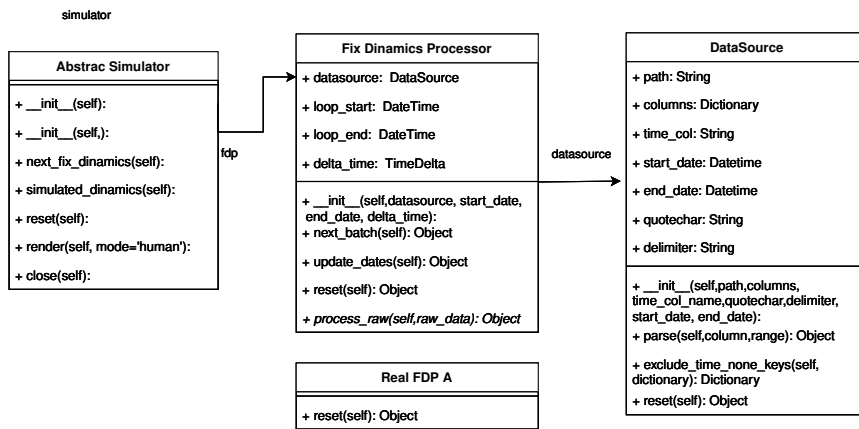 simulator
Abstrac Simulator
+ __init__(self):
+ __init__(self,):
+ next_fix_dinamics(self):
+ simulated_dinamics(self):
+ reset(self):
+ render(self, mode='human'):
+ close(self):
fdp
Fix Dinamics Processor
+ datasource: DataSource
+ loop_start: DateTime
+ loop_end: DateTime
+ delta_time: TimeDelta
+ __init__(self,datasource, start_date,
end_date, delta_time):
+ next_batch(self): Object
+ update_dates(self): Object
+ reset(self): Object
+ process_raw(self,raw_data): Object
Real FDP A
+ reset(self): Object
datasource
DataSource
+ path: String
+ columns: Dictionary
+ time_col: String
+ start_date: Datetime
+ end_date: Datetime
+ quotechar: String
+ delimiter: String
+ __init__(self,path,columns,
time_col_name,quotechar,delimiter,
start_date, end_date):
+ parse(self,column,range): Object
+ exclude_time_none_keys(self,
dictionary): Dictionary
+ reset(self): Object